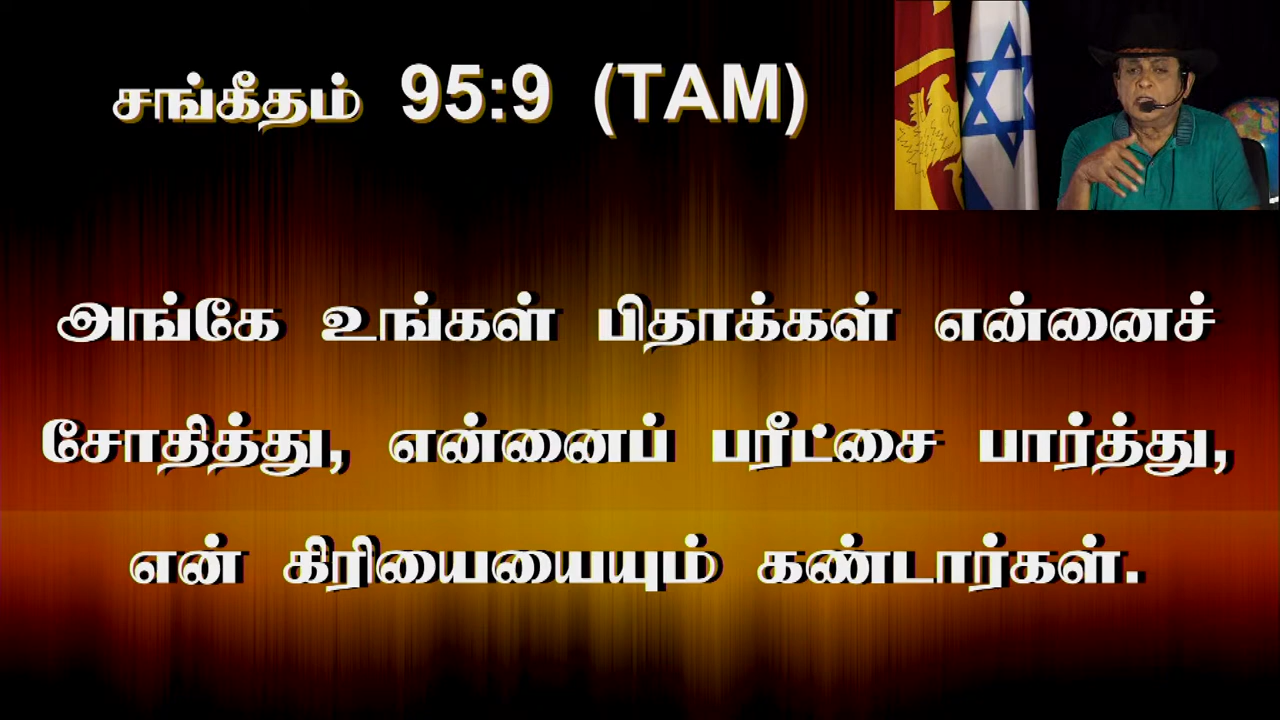 சங்கீதம் 95:9 (TAM)
அங்கே உங்கள் பிதாக்கள் என்னைச்
சோதித்து, என்னைப் பரீட்சை பார்த்து,
என் கிரியையையும் கண்டார்கள்.